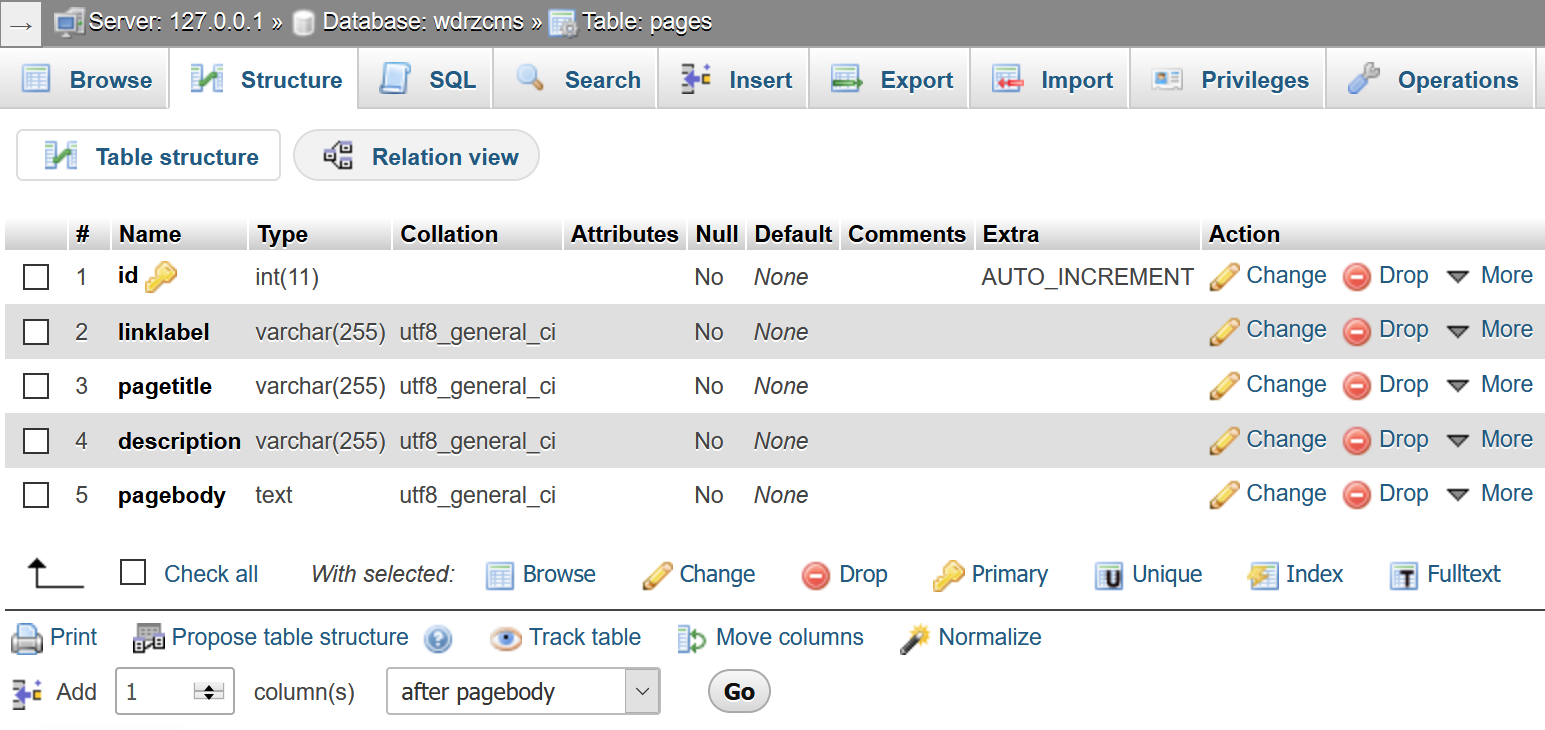 → Server: 127.0.0.1 » Database: wdrzcms » Table: pages
Browse Structure SQL Search Insert Export Import Privileges Operations
Table structure Relation view
# Name Type Collation Attributes Null Default Comments Extra Action
1 id int(11) No None AUTO_INCREMENT Change Drop More
2 linklabel varchar(255) utf8_general_ci No None Change Drop More
3 pagetitle varchar(255) utf8_general_ci No None Change Drop More
4 description varchar(255) utf8_general_ci No None Change Drop More
5 pagebody text utf8_general_ci No None Change Drop More
Check all With selected: Browse Change Drop Primary U Unique Index T Fulltext
Print Propose table structure ? Track table Move columns Normalize
Add 1 column(s) after pagebody Go